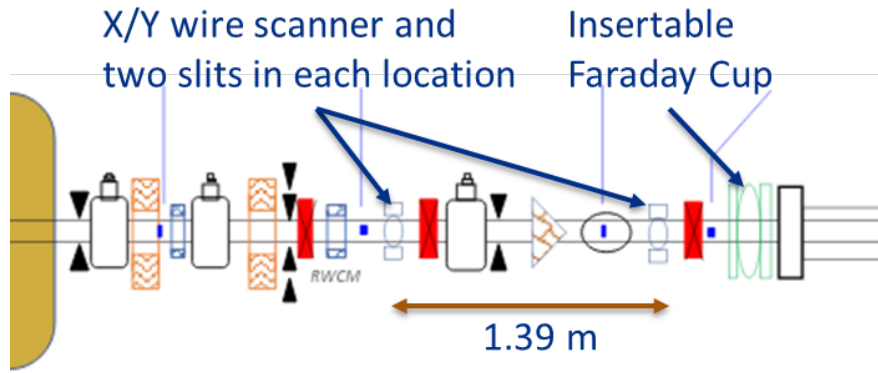 X/Y wire scanner and
two slits in each location
Insertable
Faraday Cup
RWCM
1.39 m